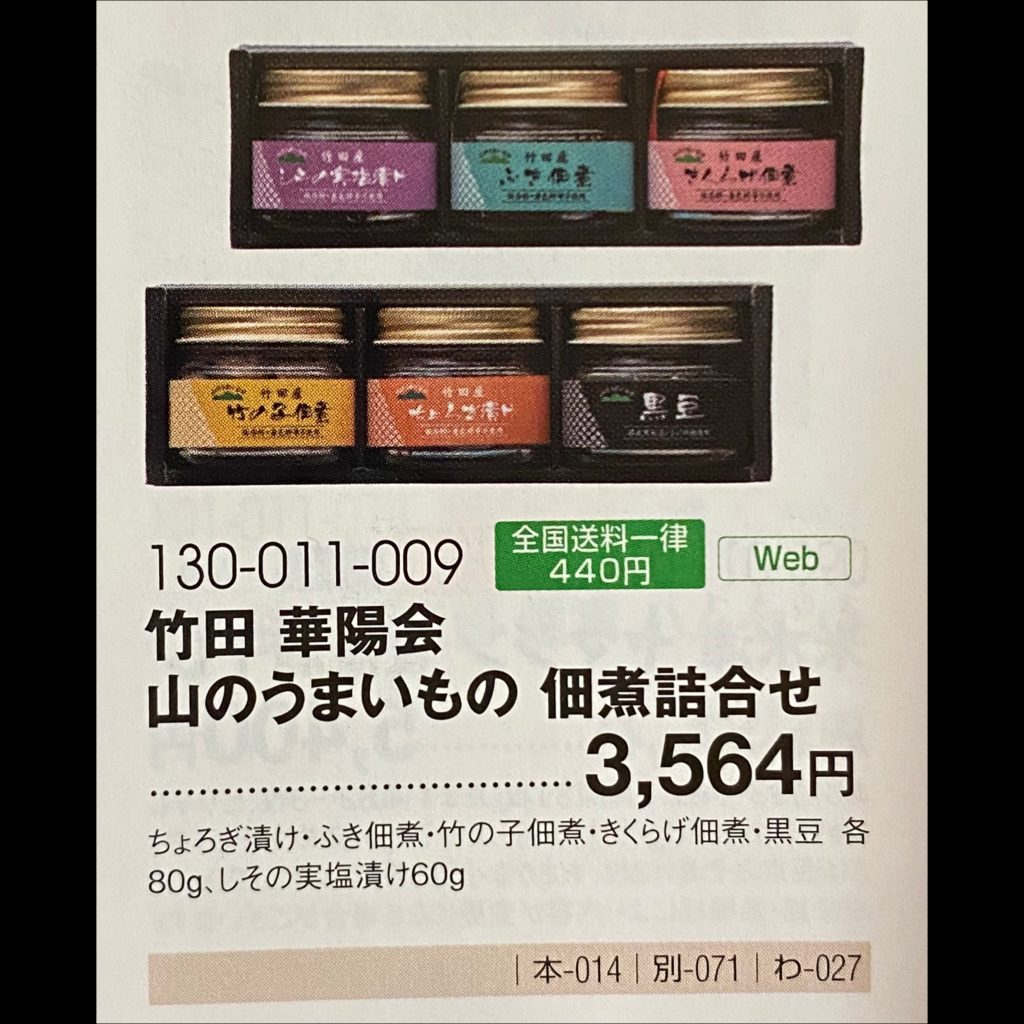 竹田産
しその実塩漬け
竹田産
ふき佃煮
竹田産
きくらげ佃煮
竹田産
竹の子佃煮
竹田産
ちょろぎ漬け
黒豆
130-011-009
全国送料一律
440円
Web
竹田 華陽会
山のうまいもの 佃煮詰合せ
3,564円
ちょろぎ漬け・ふき佃煮・竹の子佃煮・きくらげ佃煮・黒豆 各
80g、しその実塩漬け60g
本-014 別-071 わ-027